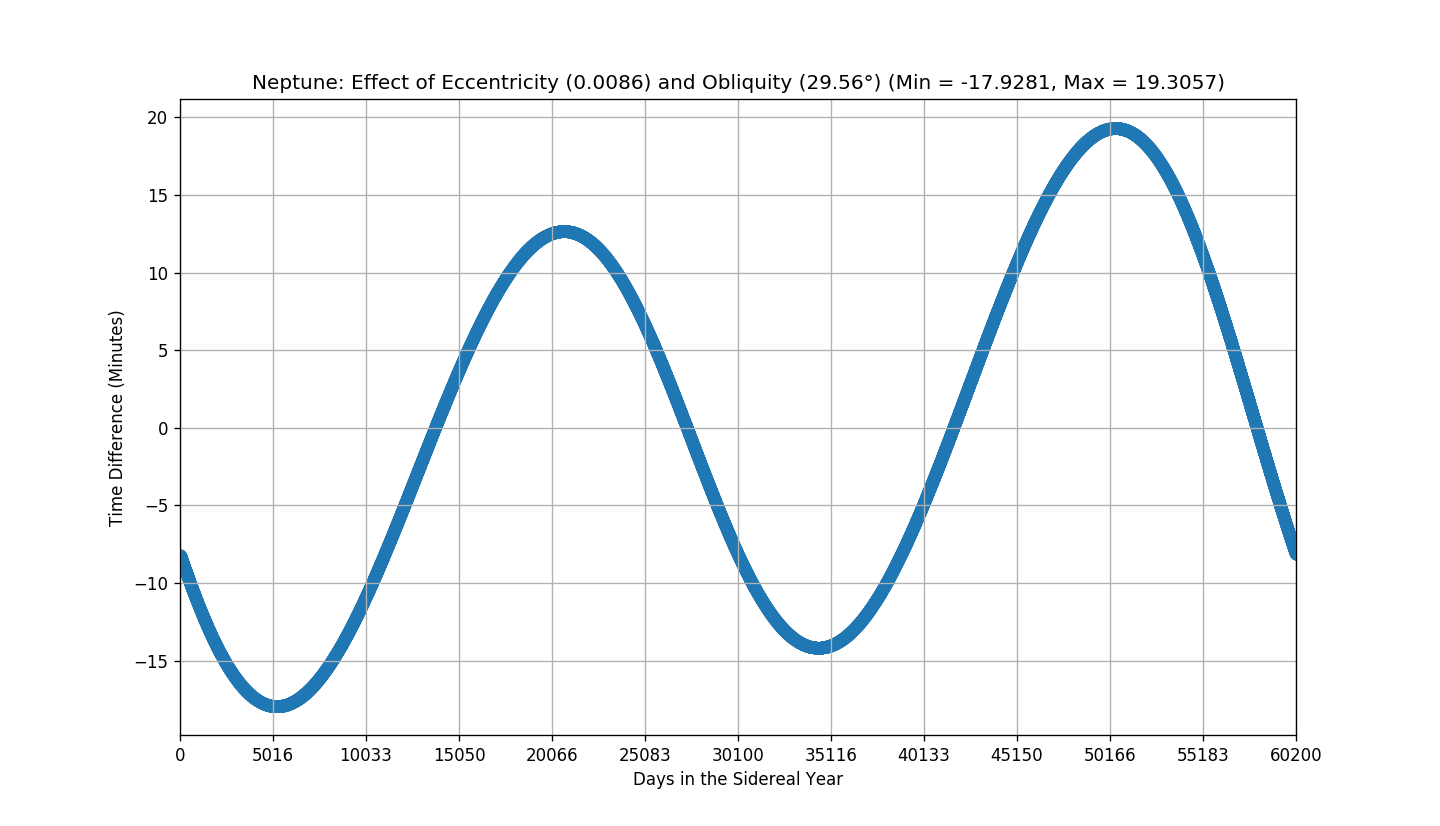 Neptune: Effect of Eccentricity (0.0086) and Obliquity (29.56°) (Min = -17.9281, Max = 19.3057)
20
15
10
5
0
−5
−10
−15
Time Difference (Minutes)
0 5016 10033 15050 20066 25083 30100 35116 40133 45150 50166 55183 60200
Days in the Sidereal Year